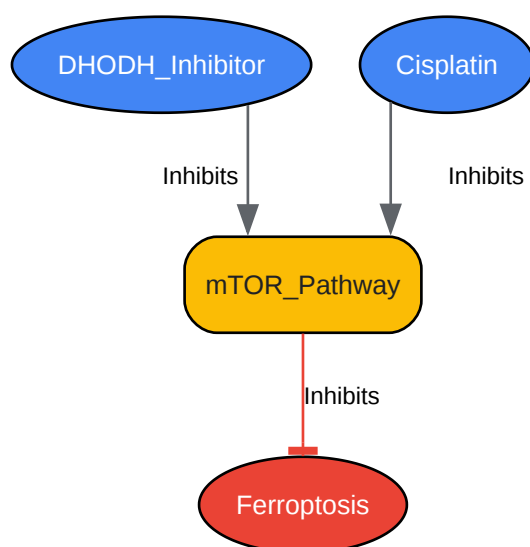 DHODH_Inhibitor
Cisplatin
Inhibits
Inhibits
mTOR_Pathway
Inhibits
Ferroptosis